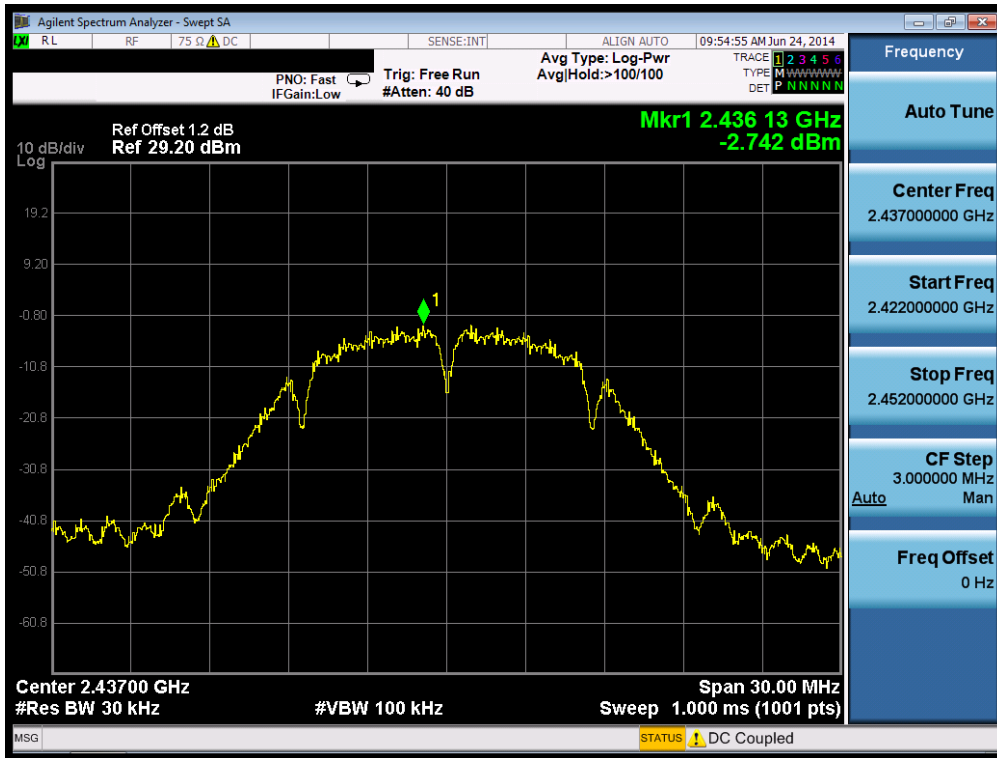 Agilent Spectrum Analyzer - Swept SA
LXI RL RF 75 Ω DC SENSE:INT ALIGN AUTO 09:54:55 AM Jun 24, 2014
PNO: Fast
IFGain:Low
Trig: Free Run
#Atten: 40 dB
Avg Type: Log-Pwr
Avg|Hold:>100/100
TRACE 1 2 3 4 5 6
TYPE M WWWWW
DET P N N N N N
Mkr1 2.436 13 GHz
-2.742 dBm
Ref Offset 1.2 dB
10 dB/div Ref 29.20 dBm
Log
19.2
9.20
-0.80
-10.8
-20.8
-30.8
-40.8
-50.8
-60.8
1
Center 2.43700 GHz Span 30.00 MHz
#Res BW 30 kHz #VBW 100 kHz Sweep 1.000 ms (1001 pts)
MSG STATUS DC Coupled
Frequency
Auto Tune
Center Freq
2.437000000 GHz
Start Freq
2.422000000 GHz
Stop Freq
2.452000000 GHz
CF Step
3.000000 MHz
Auto Man
Freq Offset
0 Hz